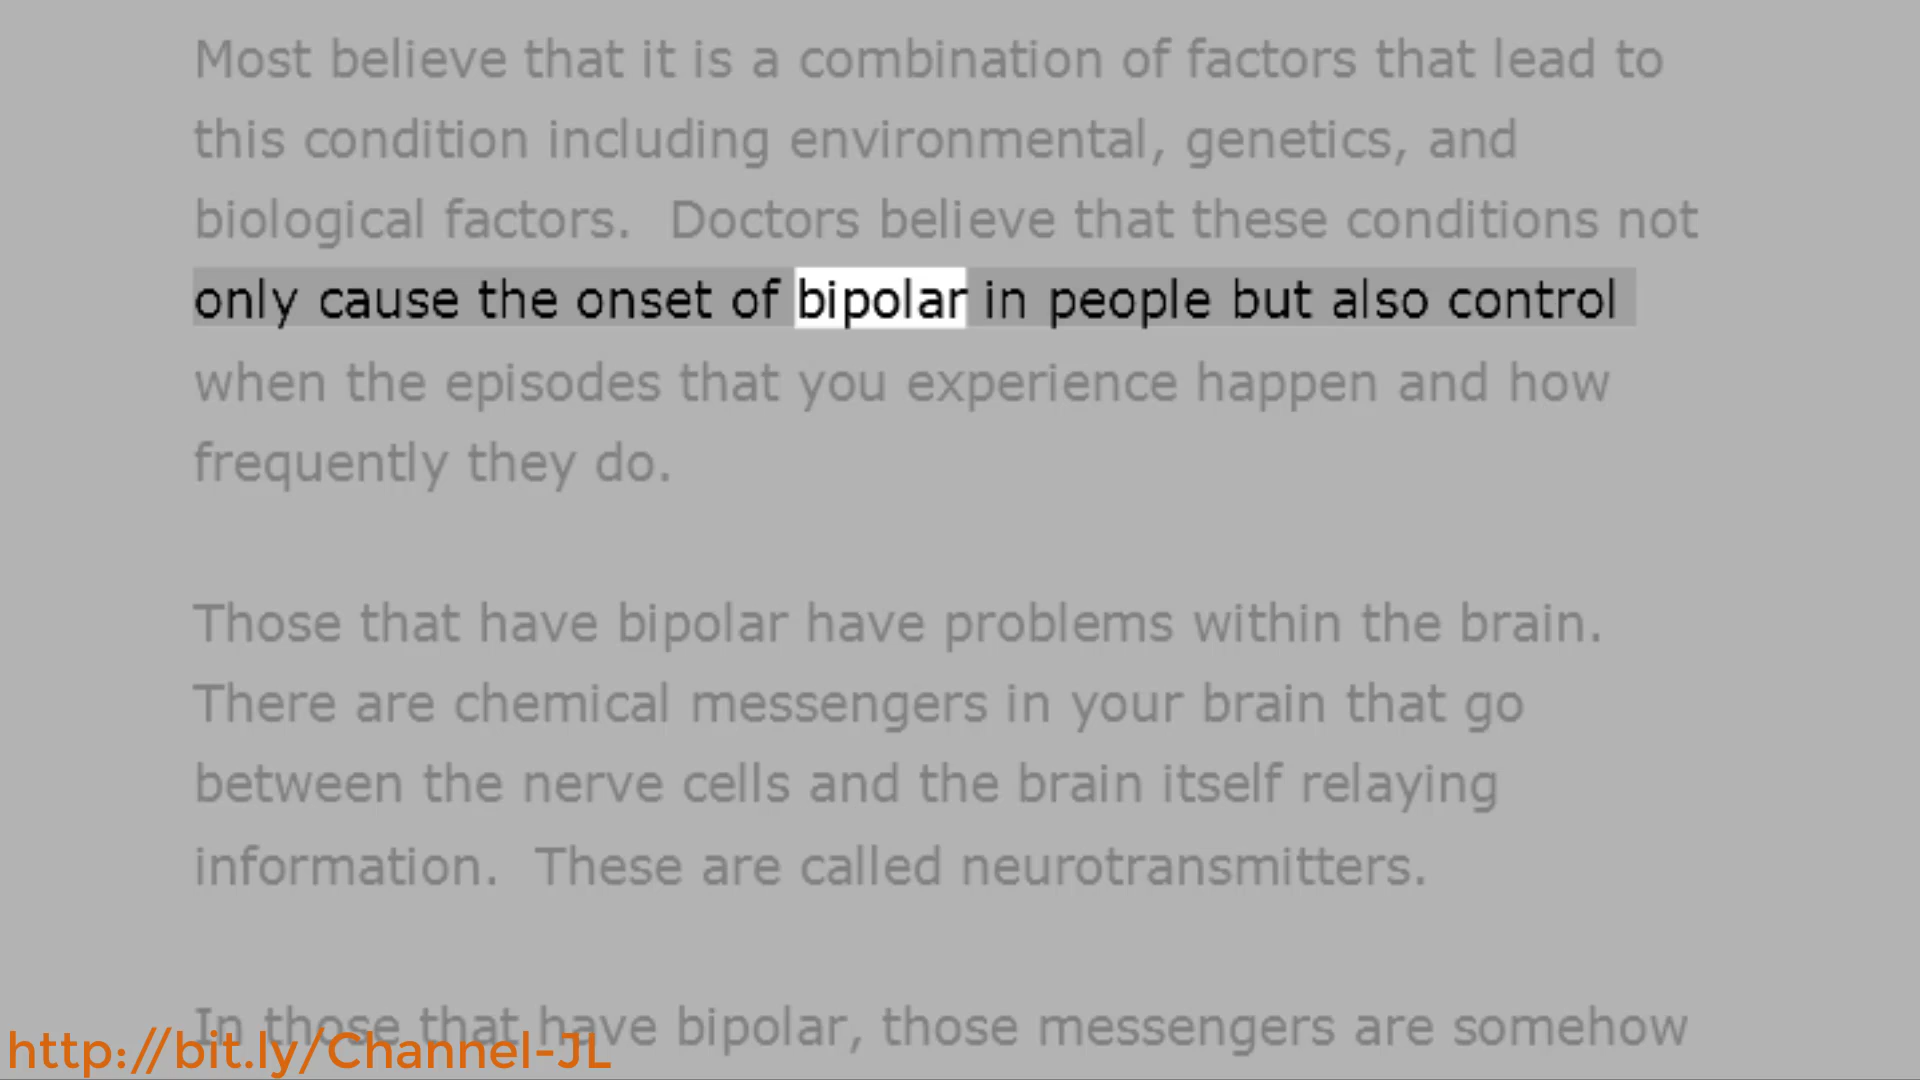 Most believe that it is a combination of factors that lead to
this condition including environmental, genetics, and
biological factors.  Doctors believe that these conditions not
only cause the onset of bipolar in people but also control
when the episodes that you experience happen and how
frequently they do.
Those that have bipolar have problems within the brain.
There are chemical messengers in your brain that go
between the nerve cells and the brain itself relaying
information.  These are called neurotransmitters.
In those that have bipolar, those messengers are somehow
http://bit.ly/Channel-JL